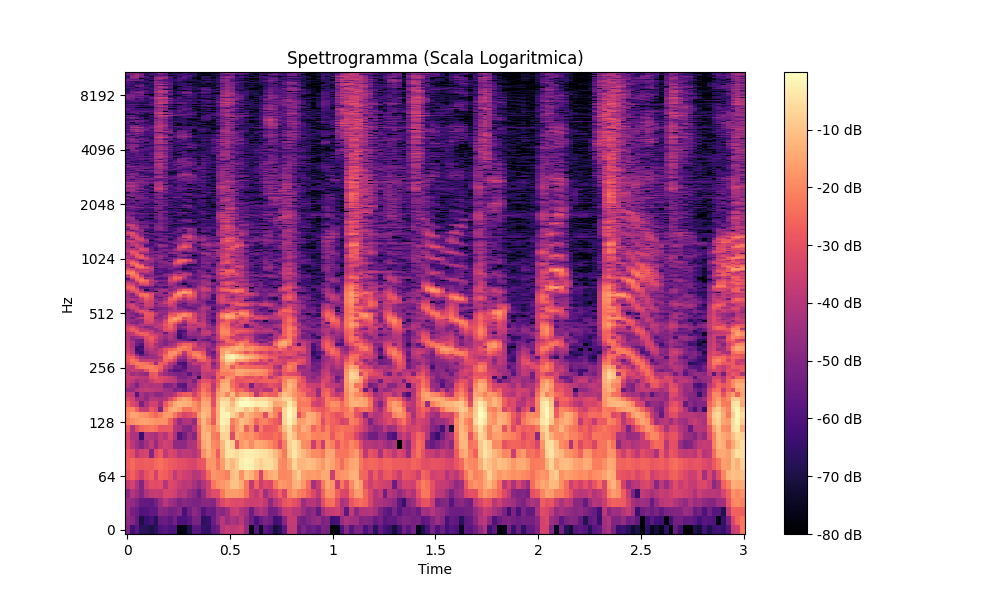 Spettrogramma (Scala Logaritmica)
8192
4096
2048
1024
512
256
128
64
0
Hz
0
0.5
1
1.5
2
2.5
3
Time
-10 dB
-20 dB
-30 dB
-40 dB
-50 dB
-60 dB
-70 dB
-80 dB